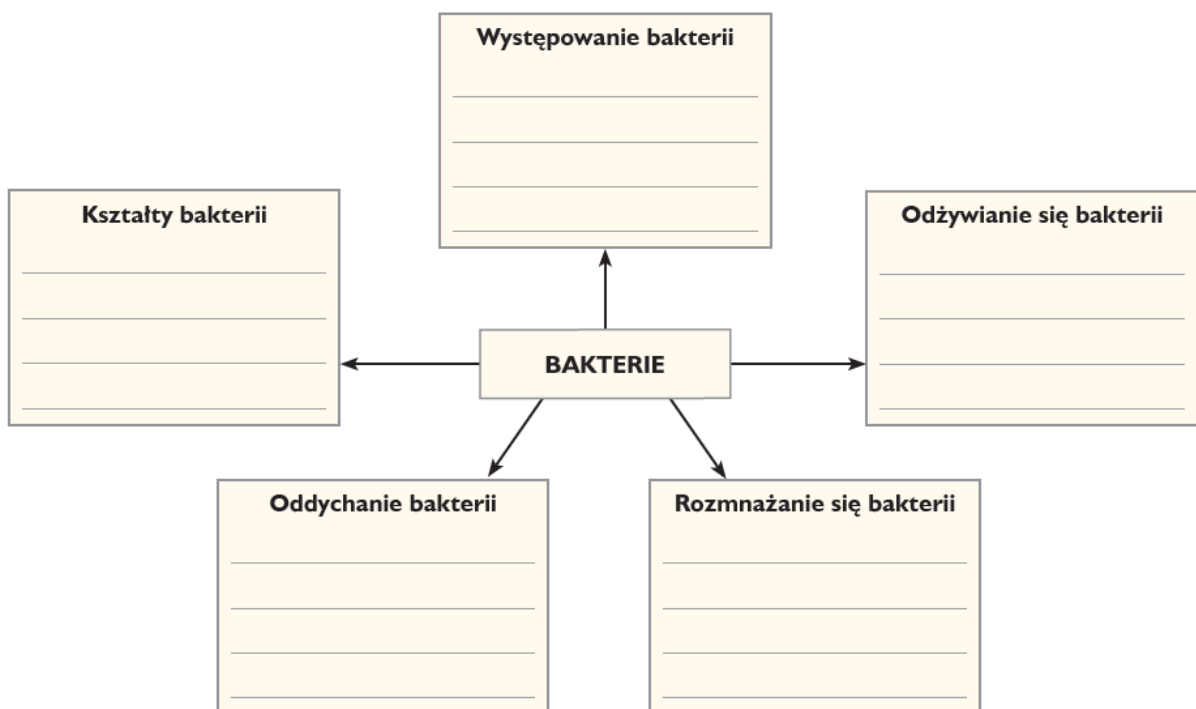 Występowanie bakterii
Kształty bakterii
Odżywianie się bakterii
BAKTERIE
Oddychanie bakterii
Rozmnażanie się bakterii